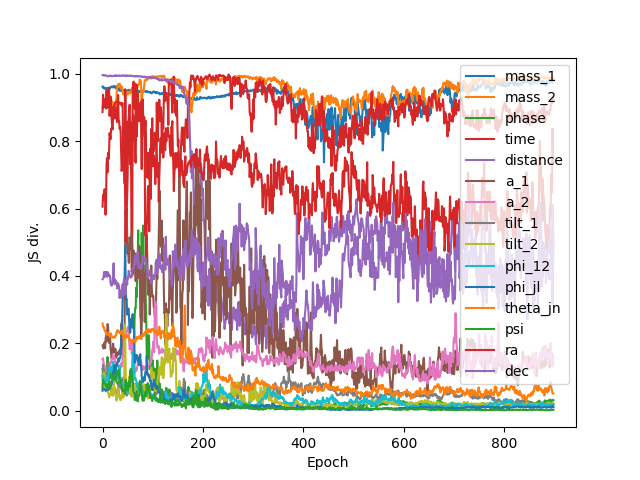 1.0
0.8
0.6
0.4
0.2
0.0
JS div.
0
200
400
600
800
Epoch
mass_1
mass_2
phase
time
distance
a_1
a_2
tilt_1
tilt_2
phi_12
phi_jl
theta_jn
psi
ra
dec